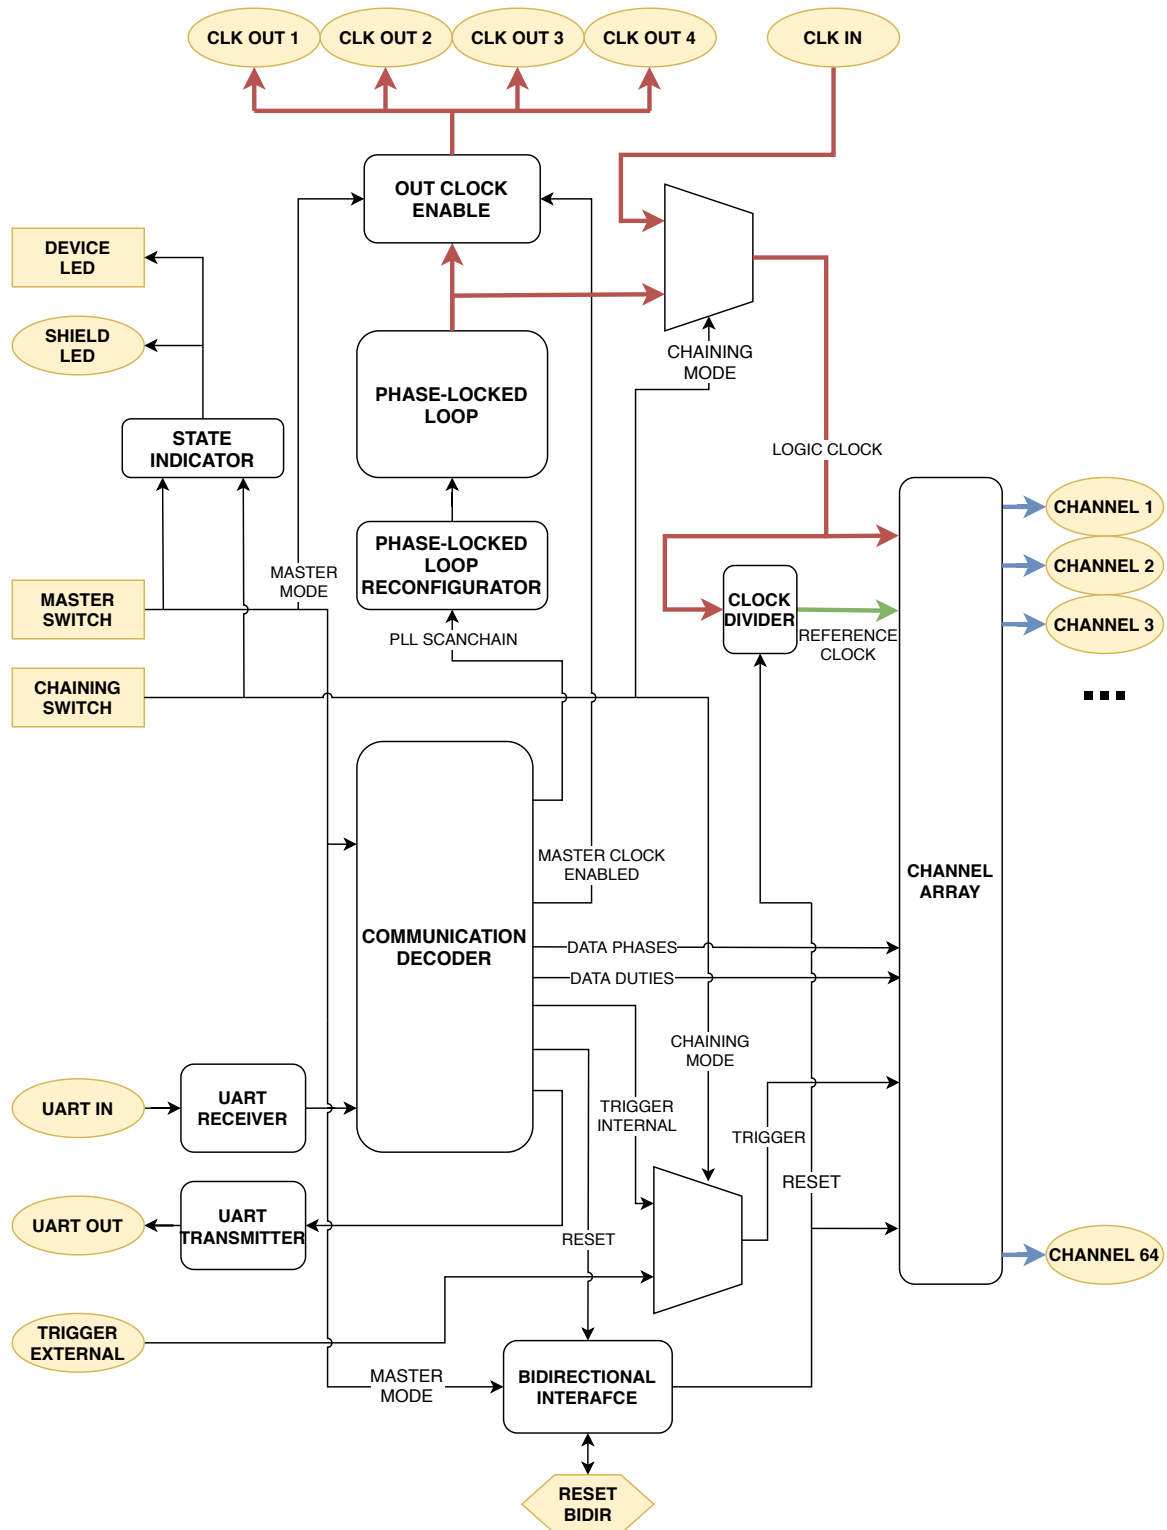 CLK OUT 1
CLK OUT 2
CLK OUT 3
CLK OUT 4
CLK IN
OUT CLOCK
ENABLE
DEVICE
LED
SHIELD
LED
CHAINING
MODE
PHASE-LOCKED
LOOP
STATE
INDICATOR
LOGIC CLOCK
CHANNEL 1
CHANNEL 2
CHANNEL 3
PHASE-LOCKED
LOOP
RECONFIGURATOR
MASTER
MODE
MASTER
SWITCH
CLOCK
DIVIDER
REFERENCE
CLOCK
PLL SCANCHAIN
CHAINING
SWITCH
MASTER CLOCK
ENABLED
CHANNEL
ARRAY
COMMUNICATION
DECODER
DATA PHASES
DATA DUTIES
CHAINING
MODE
UART IN
UART
RECEIVER
TRIGGER
INTERNAL
TRIGGER
RESET
UART OUT
UART
TRANSMITTER
RESET
CHANNEL 64
TRIGGER
EXTERNAL
MASTER
MODE
BIDIRECTIONAL
INTERAFCE
RESET
BIDIR